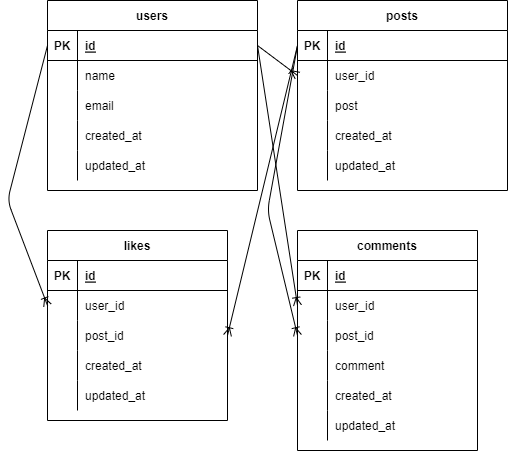 users
PK id
name
email
created_at
updated_at
posts
PK id
user_id
post
created_at
updated_at
likes
PK id
user_id
post_id
created_at
updated_at
comments
PK id
user_id
post_id
comment
created_at
updated_at